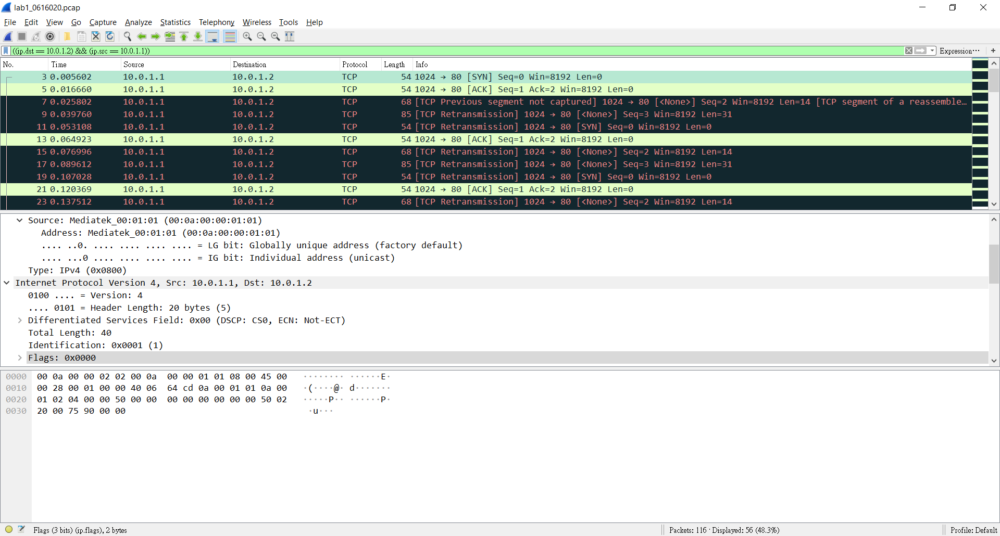 lab1_0616020.pcap
File Edit View Go Capture Analyze Statistics Telephony Wireless Tools Help
((ip.dst == 10.0.1.2) && (ip.src == 10.0.1.1)) Expression… +
No. Time Source Destination Protocol Length Info
3 0.005602 10.0.1.1 10.0.1.2 TCP 54 1024 → 80 [SYN] Seq=0 Win=8192 Len=0
5 0.016660 10.0.1.1 10.0.1.2 TCP 54 1024 → 80 [ACK] Seq=1 Ack=2 Win=8192 Len=0
7 0.025802 10.0.1.1 10.0.1.2 TCP 68 [TCP Previous segment not captured] 1024 → 80 [<None>] Seq=2 Win=8192 Len=14 [TCP segment of a reassemble…
9 0.039760 10.0.1.1 10.0.1.2 TCP 85 [TCP Retransmission] 1024 → 80 [<None>] Seq=3 Win=8192 Len=31
11 0.053108 10.0.1.1 10.0.1.2 TCP 54 [TCP Retransmission] 1024 → 80 [SYN] Seq=0 Win=8192 Len=0
13 0.064923 10.0.1.1 10.0.1.2 TCP 54 1024 → 80 [ACK] Seq=1 Ack=2 Win=8192 Len=0
15 0.076996 10.0.1.1 10.0.1.2 TCP 68 [TCP Retransmission] 1024 → 80 [<None>] Seq=2 Win=8192 Len=14
17 0.089612 10.0.1.1 10.0.1.2 TCP 85 [TCP Retransmission] 1024 → 80 [<None>] Seq=3 Win=8192 Len=31
19 0.107028 10.0.1.1 10.0.1.2 TCP 54 [TCP Retransmission] 1024 → 80 [SYN] Seq=0 Win=8192 Len=0
21 0.120369 10.0.1.1 10.0.1.2 TCP 54 1024 → 80 [ACK] Seq=1 Ack=2 Win=8192 Len=0
23 0.137512 10.0.1.1 10.0.1.2 TCP 68 [TCP Retransmission] 1024 → 80 [<None>] Seq=2 Win=8192 Len=14
Source: Mediatek_00:01:01 (00:0a:00:00:01:01)
Address: Mediatek_00:01:01 (00:0a:00:00:01:01)
.... ..0. .... .... .... .... = LG bit: Globally unique address (factory default)
.... ...0 .... .... .... .... = IG bit: Individual address (unicast)
Type: IPv4 (0x0800)
Internet Protocol Version 4, Src: 10.0.1.1, Dst: 10.0.1.2
0100 .... = Version: 4
.... 0101 = Header Length: 20 bytes (5)
Differentiated Services Field: 0x00 (DSCP: CS0, ECN: Not-ECT)
Total Length: 40
Identification: 0x0001 (1)
Flags: 0x0000
0000 00 0a 00 00 02 02 00 0a 00 00 01 01 08 00 45 00 ········ ······E·
0010 00 28 00 01 00 00 40 06 64 cd 0a 00 01 01 0a 00 ·(····@· d·······
0020 01 02 04 00 00 50 00 00 00 00 00 00 00 00 50 02 ·····P·· ······P·
0030 20 00 75 90 00 00 ·u···
Flags (3 bits) (ip.flags), 2 bytes Packets: 116 · Displayed: 56 (48.3%) Profile: Default